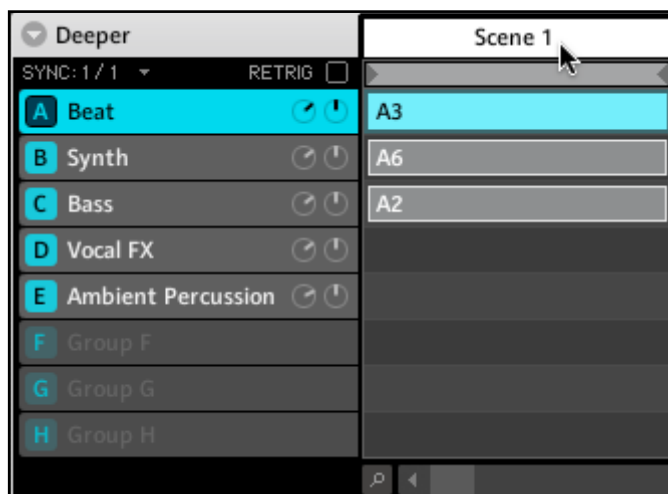 Deeper
Scene 1
SYNC: 1 / 1 RETRIG
A Beat A3
B Synth A6
C Bass A2
D Vocal FX
E Ambient Percussion
F Group F
G Group G
H Group H